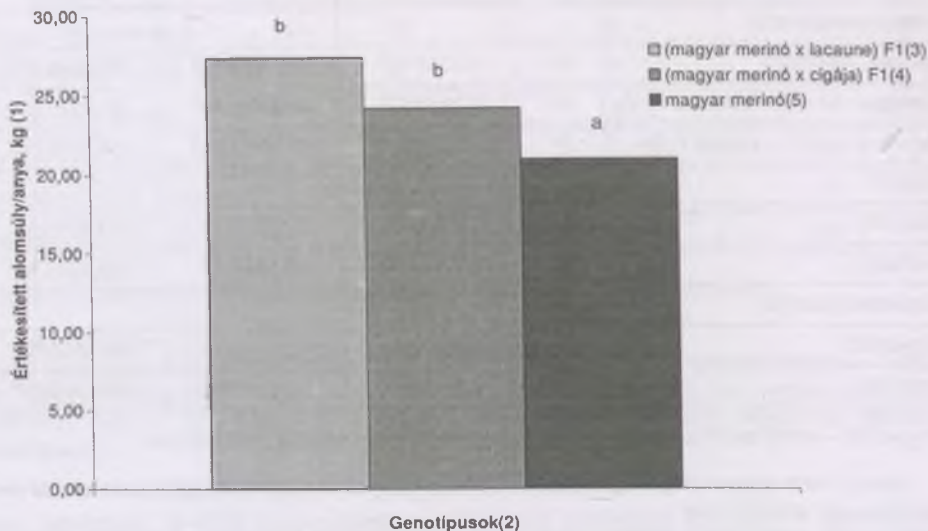 30,00
25,00
20,00
15,00
10,00
5,00
0,00
Értékesített alomsúly/anya, kg (1)
b
b
a
(magyar merinó x lacaune) F1(3)
(magyar merinó x cigája) F1(4)
magyar merinó(5)
Genotípusok(2)